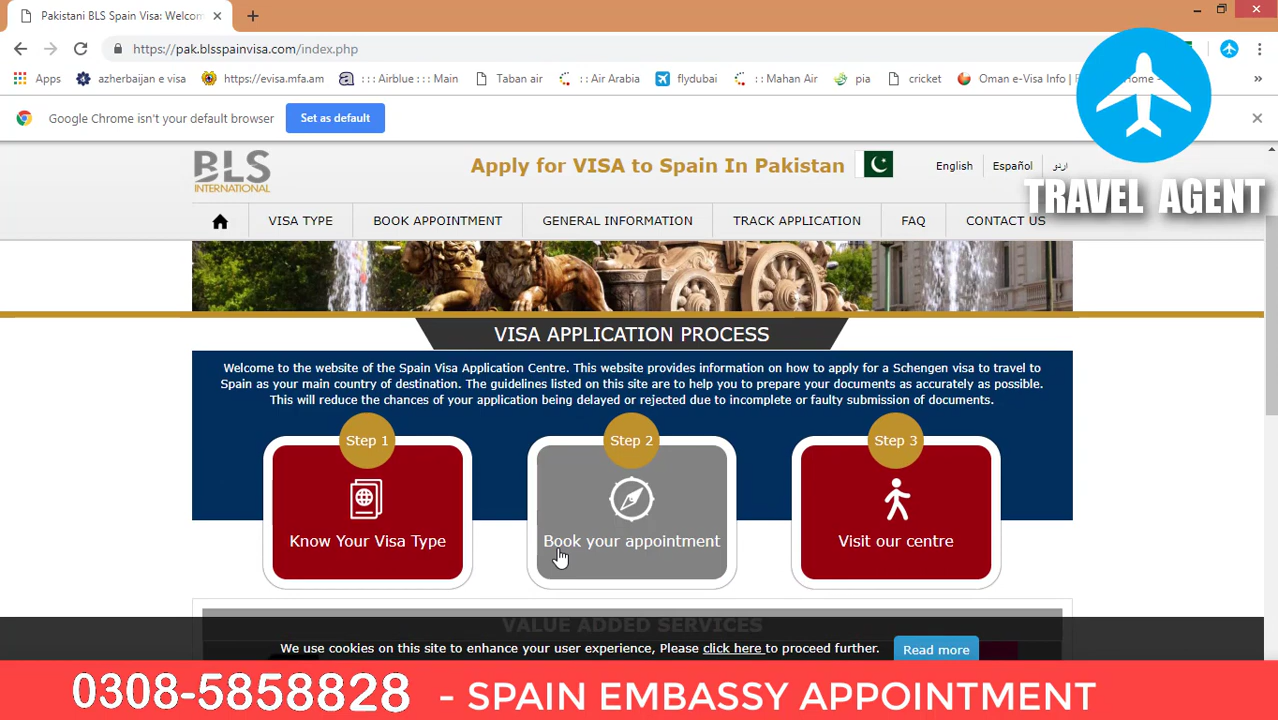 Pakistani BLS Spain Visa: Welcom
https://pak.blsspainvisa.com/index.php
Apps azherbaijan e visa https://evisa.mfa.am : : : Airblue : : : Main Taban air : : Air Arabia flydubai : : Mahan Air pia cricket Oman e-Visa Info | Home - »
Google Chrome isn't your default browser Set as default
BLS
INTERNATIONAL
Apply for VISA to Spain In Pakistan
English Español اردو
TRAVEL AGENT
VISA TYPE BOOK APPOINTMENT GENERAL INFORMATION TRACK APPLICATION FAQ CONTACT US
VISA APPLICATION PROCESS
Welcome to the website of the Spain Visa Application Centre. This website provides information on how to apply for a Schengen visa to travel to
Spain as your main country of destination. The guidelines listed on this site are to help you to prepare your documents as accurately as possible.
This will reduce the chances of your application being delayed or rejected due to incomplete or faulty submission of documents.
Step 1 Step 2 Step 3
Know Your Visa Type Book your appointment Visit our centre
VALUE ADDED SERVICES
We use cookies on this site to enhance your user experience, Please click here to proceed further. Read more
0308-5858828 - SPAIN EMBASSY APPOINTMENT